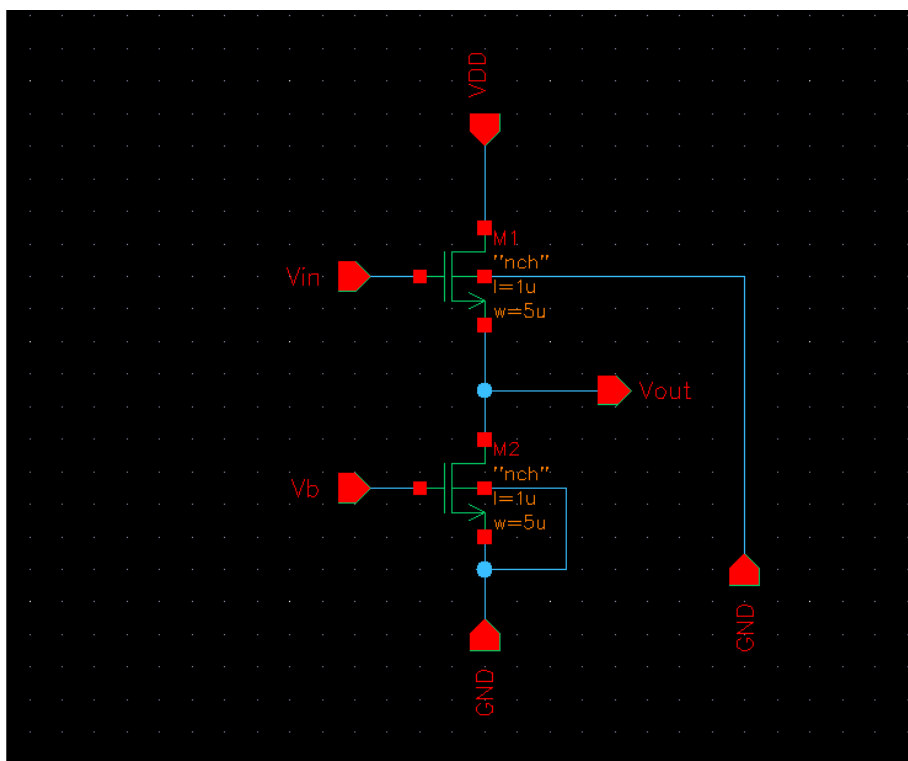 VDD
M1
"nch"
l=1u
w=5u
Vin
Vout
M2
"nch"
l=1u
w=5u
Vb
GND
GND